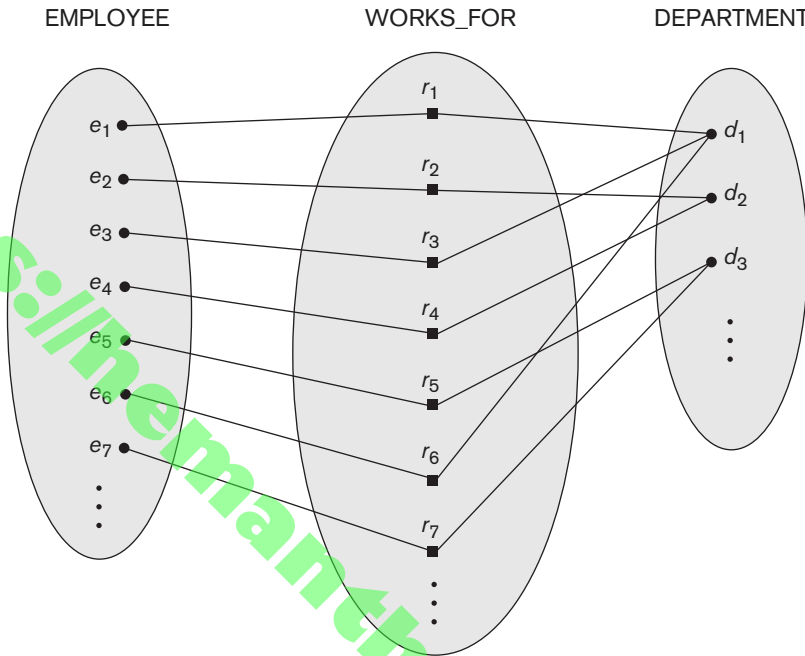 EMPLOYEE WORKS_FOR DEPARTMENT
e1 r1 d1
e2 r2 d2
e3 r3 d3
e4 r4
e5 r5
e6 r6
e7 r7
s://hemanth